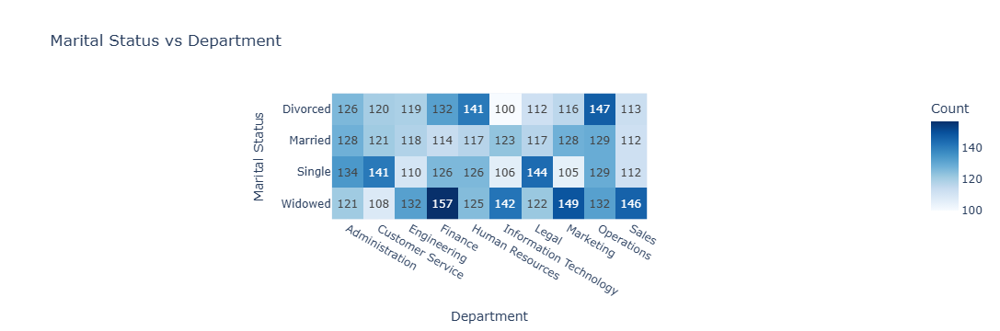 Marital Status vs Department
Marital Status
Divorced 126 120 119 132 141 100 112 116 147 113
Married 128 121 118 114 117 123 117 128 129 112
Single 134 141 110 126 126 106 144 105 129 112
Widowed 121 108 132 157 125 142 122 149 132 146
Administration
Customer Service
Engineering
Finance
Human Resources
Information Technology
Legal
Marketing
Operations
Sales
Department
Count
140
120
100